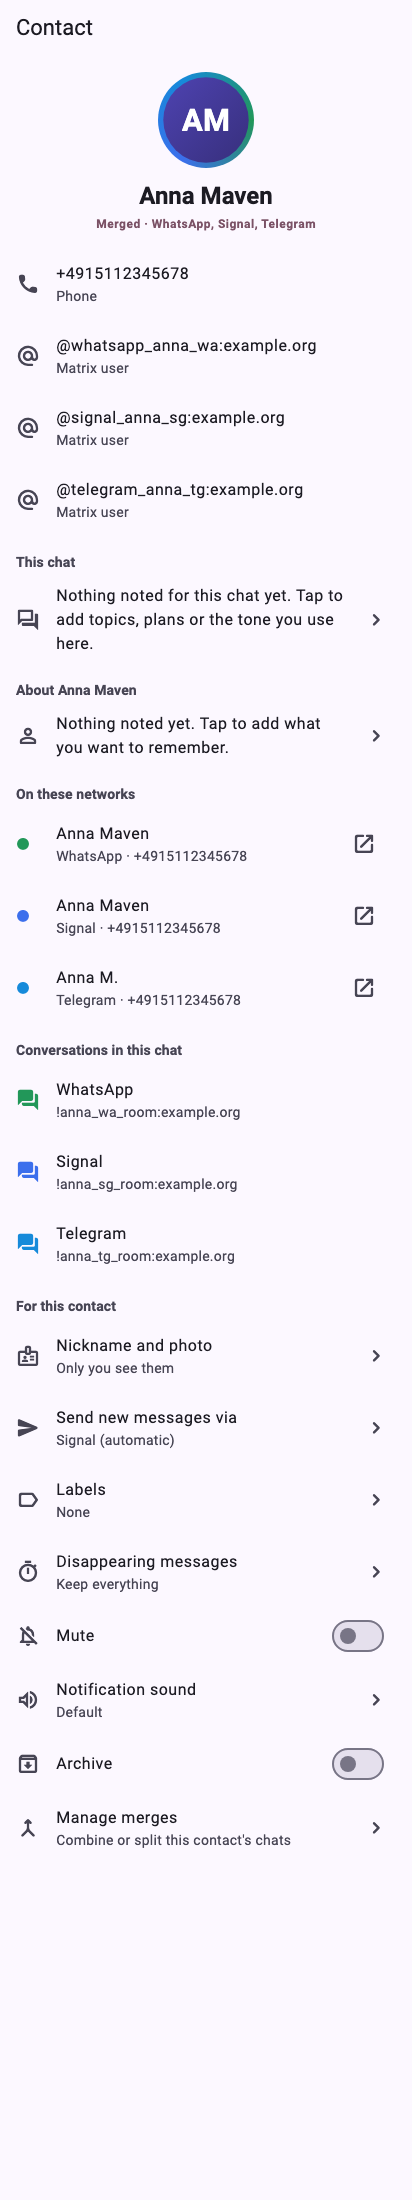 Contact
AM
Anna Maven
Merged · WhatsApp, Signal, Telegram
+4915112345678
Phone
@whatsapp_anna_wa:example.org
Matrix user
@signal_anna_sg:example.org
Matrix user
@telegram_anna_tg:example.org
Matrix user
This chat
Nothing noted for this chat yet. Tap to
add topics, plans or the tone you use
here.
About Anna Maven
Nothing noted yet. Tap to add what
you want to remember.
On these networks
Anna Maven
WhatsApp · +4915112345678
Anna Maven
Signal · +4915112345678
Anna M.
Telegram · +4915112345678
Conversations in this chat
WhatsApp
!anna_wa_room:example.org
Signal
!anna_sg_room:example.org
Telegram
!anna_tg_room:example.org
For this contact
Nickname and photo
Only you see them
Send new messages via
Signal (automatic)
Labels
None
Disappearing messages
Keep everything
Mute
Notification sound
Default
Archive
Manage merges
Combine or split this contact's chats